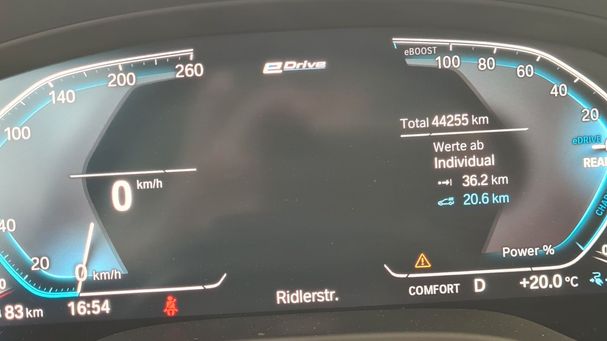 eDrive
eBOOST
260
200
140
100
40
20
0 km/h
0 km/h
100
80
60
40
20
eDRIVE
Total 44255 km
Werte ab
Individual
36.2 km
20.6 km
Power %
COMFORT D +20.0 °C
83 km 16:54
Ridlerstr.
0